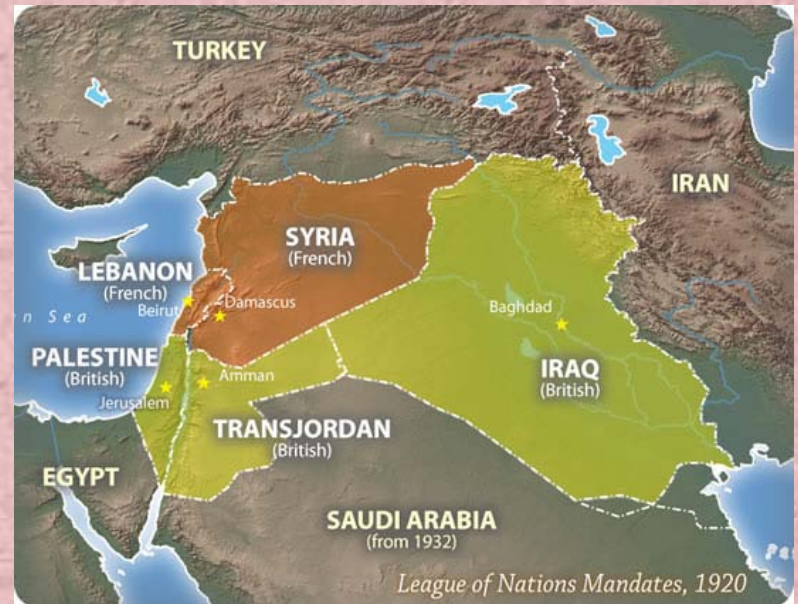 TURKEY
IRAN
SYRIA
(French)
LEBANON
(French)
Beirut
Damascus
n Sea
Baghdad
PALESTINE
(British)
Amman
IRAQ
(British)
Jerusalem
TRANSJORDAN
(British)
EGYPT
SAUDI ARABIA
(from 1932)
League of Nations Mandates, 1920